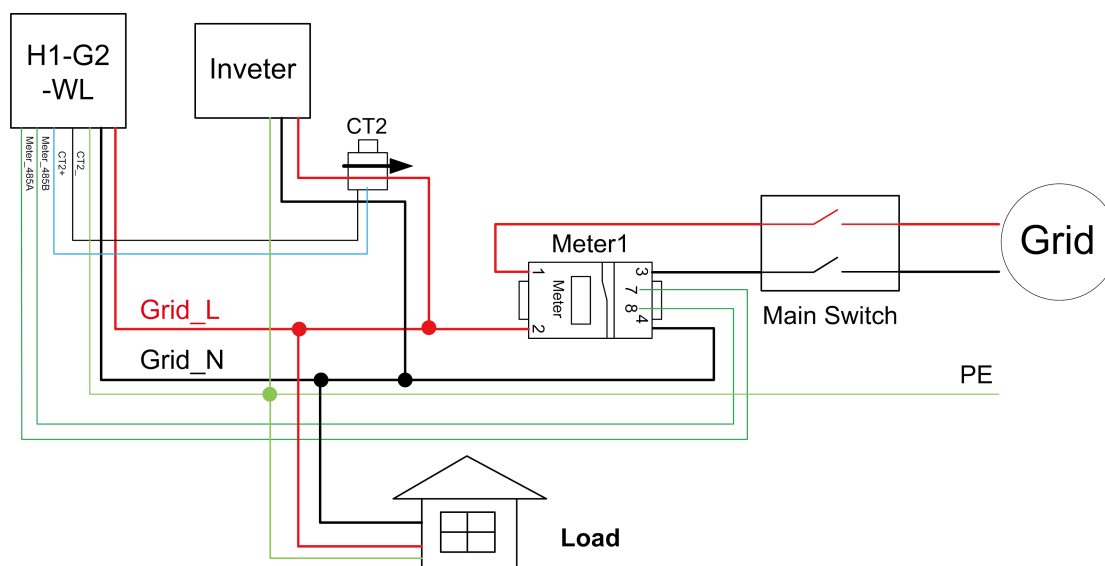 H1-G2
-WL
Inveter
CT2
Meter_485A
Meter_485B
CT2+
CT2_
Meter1
Grid
1
2
Meter
3
7
8
4
Main Switch
Grid_L
Grid_N
PE
Load